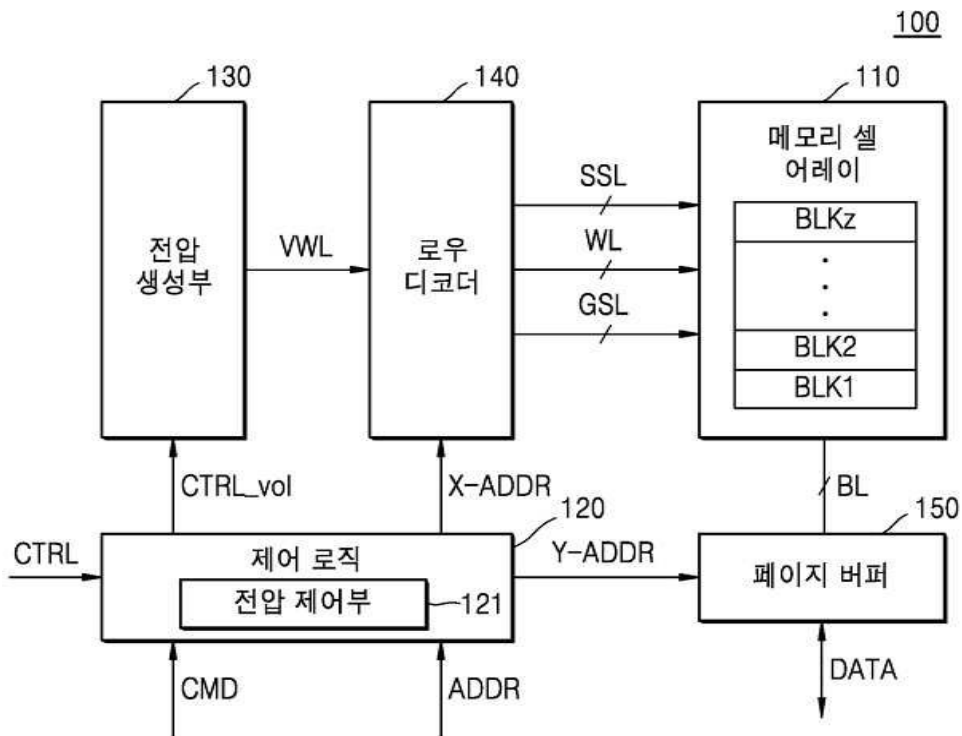 100
130
140
110
전압
생성부
VWL
로우
디코더
SSL
WL
GSL
메모리 셀
어레이
BLKz
BLK2
BLK1
CTRL_vol
X-ADDR
BL
120
150
CTRL
제어 로직
전압 제어부
121
Y-ADDR
페이지 버퍼
CMD
ADDR
DATA